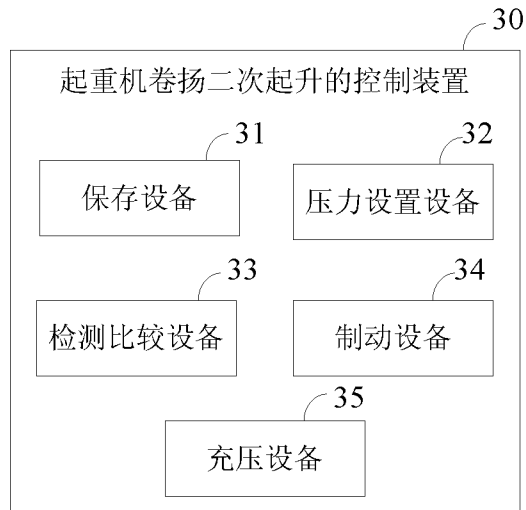 30
起重机卷扬二次起升的控制装置
31
32
保存设备
压力设置设备
33
34
检测比较设备
制动设备
35
充压设备